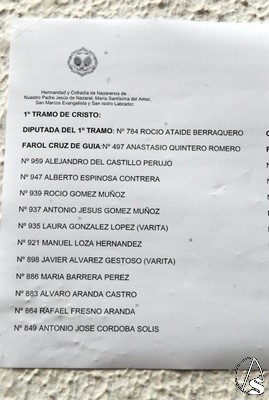 Hermandad y Cofradia de Nazarenos de
Nuestro Padre Jesús de Nazaret, María Santísima del Amor,
San Marcos Evangelista y San Isidro Labrador.
1º TRAMO DE CRISTO:
DIPUTADA DEL 1º TRAMO: Nº 784 ROCIO ATAIDE BERRAQUERO
FAROL CRUZ DE GUIA:Nº 497 ANASTASIO QUINTERO ROMERO
Nº 959 ALEJANDRO DEL CASTILLO PERUJO
Nº 947 ALBERTO ESPINOSA CONTRERA
Nº 939 ROCIO GOMEZ MUÑOZ
Nº 937 ANTONIO JESUS GOMEZ MUÑOZ
Nº 935 LAURA GONZALEZ LOPEZ (VARITA)
Nº 921 MANUEL LOZA HERNANDEZ
Nº 898 JAVIER ALVAREZ GESTOSO (VARITA)
Nº 886 MARIA BARRERA PEREZ
Nº 883 ALVARO ARANDA CASTRO
Nº 864 RAFAEL FRESNO ARANDA
Nº 849 ANTONIO JOSE CORDOBA SOLIS